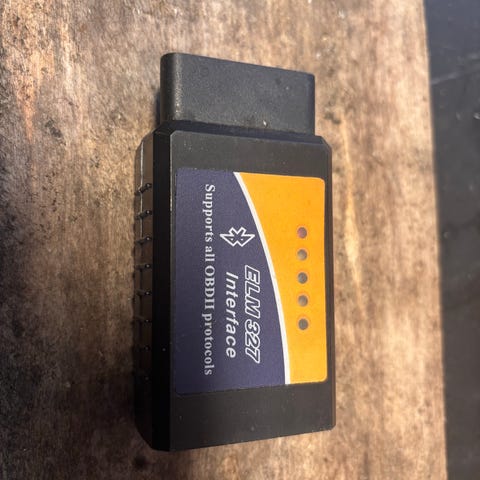 ELM 327
Interface
Supports all OBDII protocols